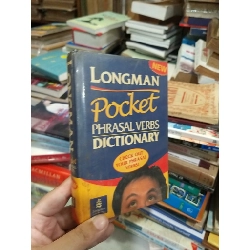 NEW
LONGMAN
Pocket
PHRASAL VERBS
DICTIONARY
CHECK OUT
YOUR PHRASAL
VERBS!